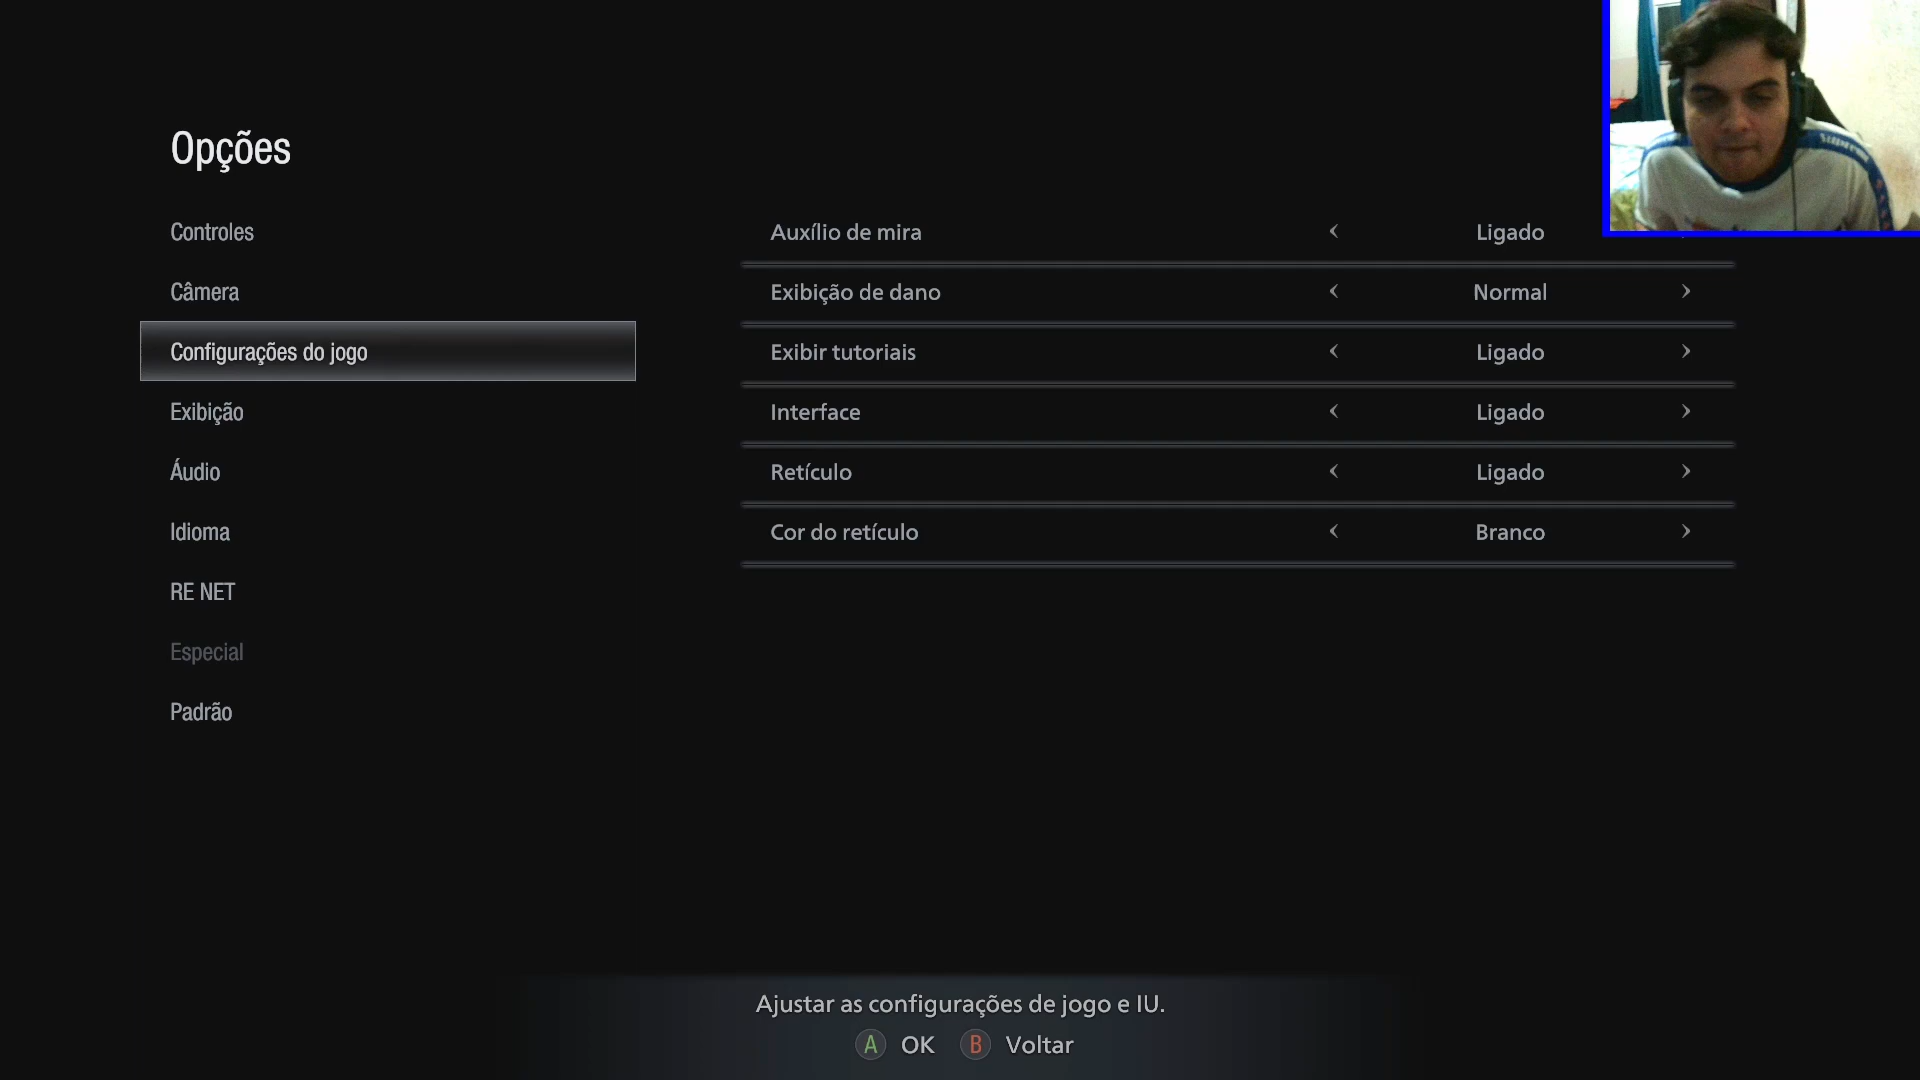 Opções
Controles
Câmera
Configurações do jogo
Exibição
Áudio
Idioma
RE NET
Especial
Padrão
Auxílio de mira Ligado
Exibição de dano Normal
Exibir tutoriais Ligado
Interface Ligado
Retículo Ligado
Cor do retículo Branco
Ajustar as configurações de jogo e IU.
A OK B Voltar